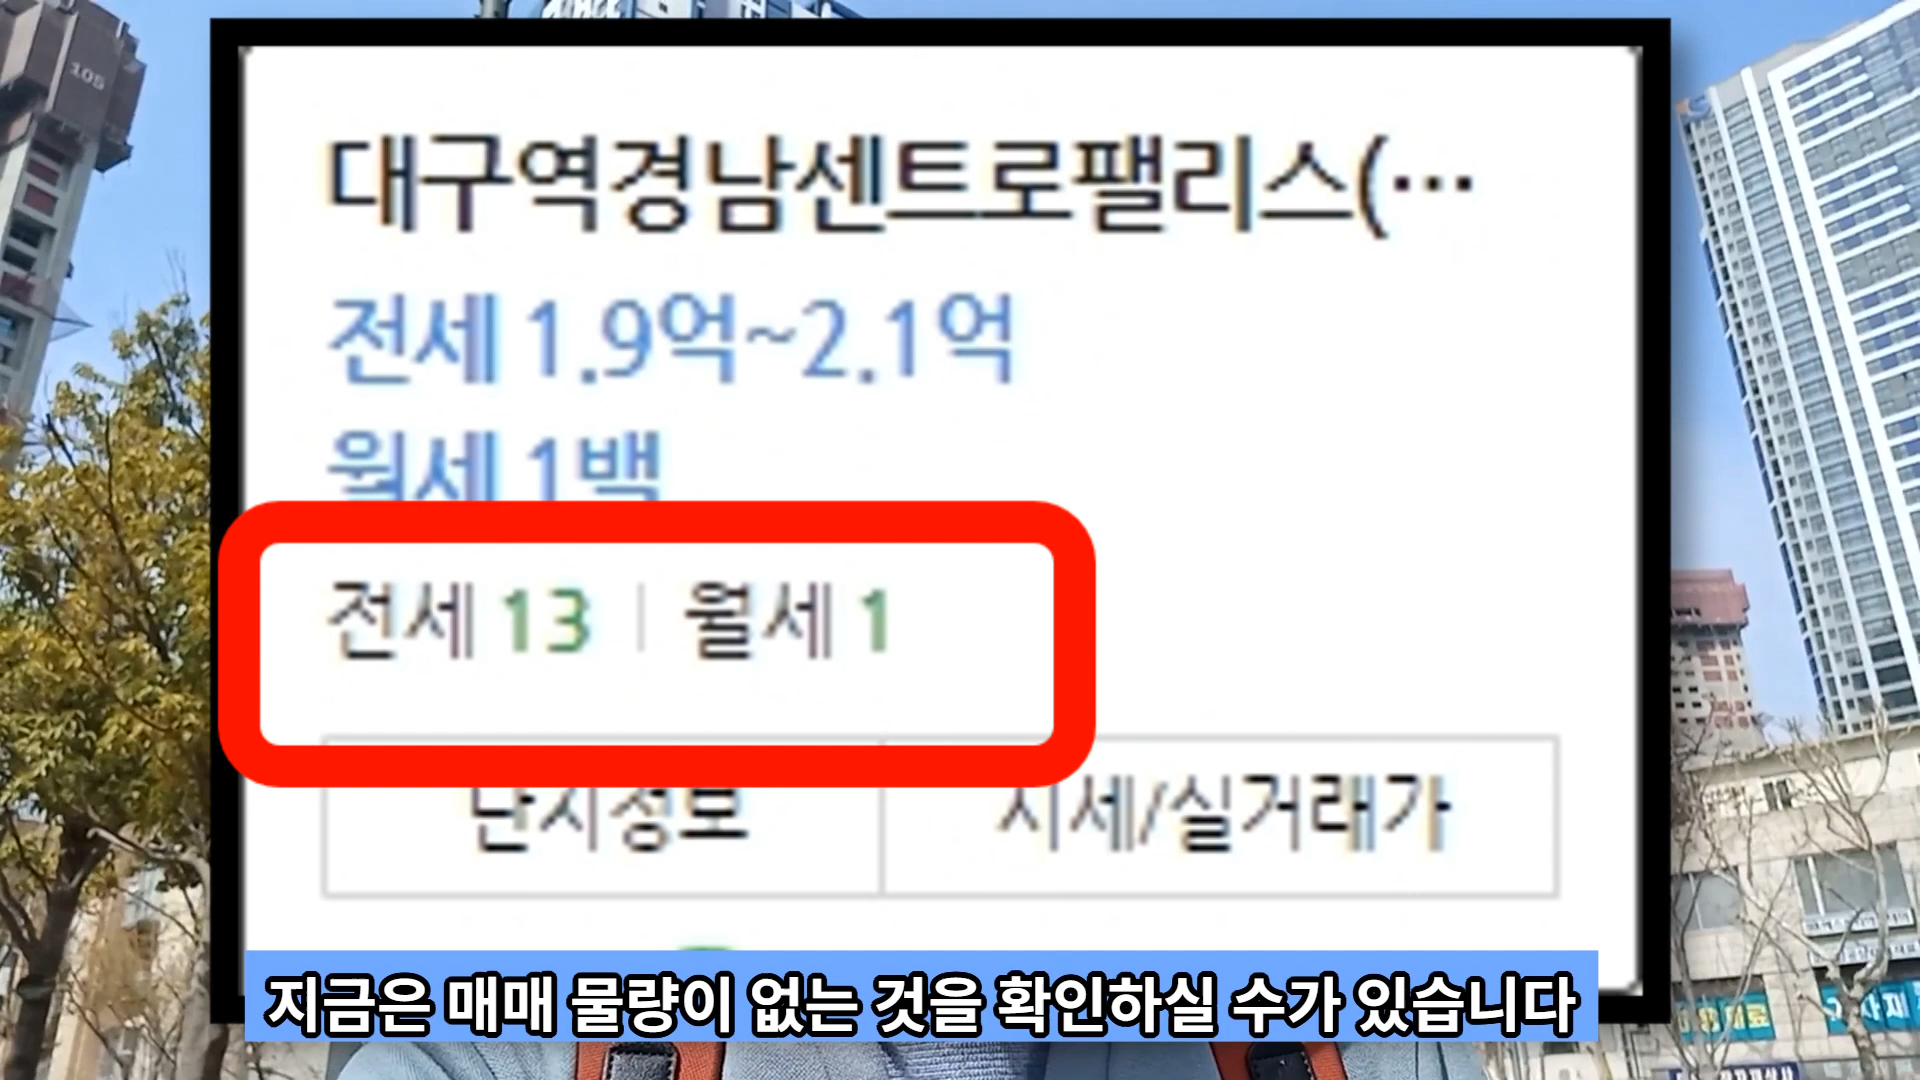 105
대구역경남센트로팰리스(…
전세 1.9억~2.1억
월세 1백
전세 13 | 월세 1
단지정보
시세/실거래가
지금은 매매 물량이 없는 것을 확인하실 수가 있습니다